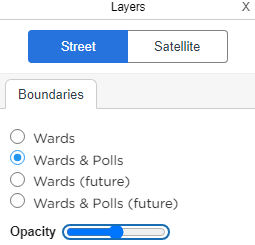 Layers X
Street Satellite
Boundaries
Wards
Wards & Polls
Wards (future)
Wards & Polls (future)
Opacity